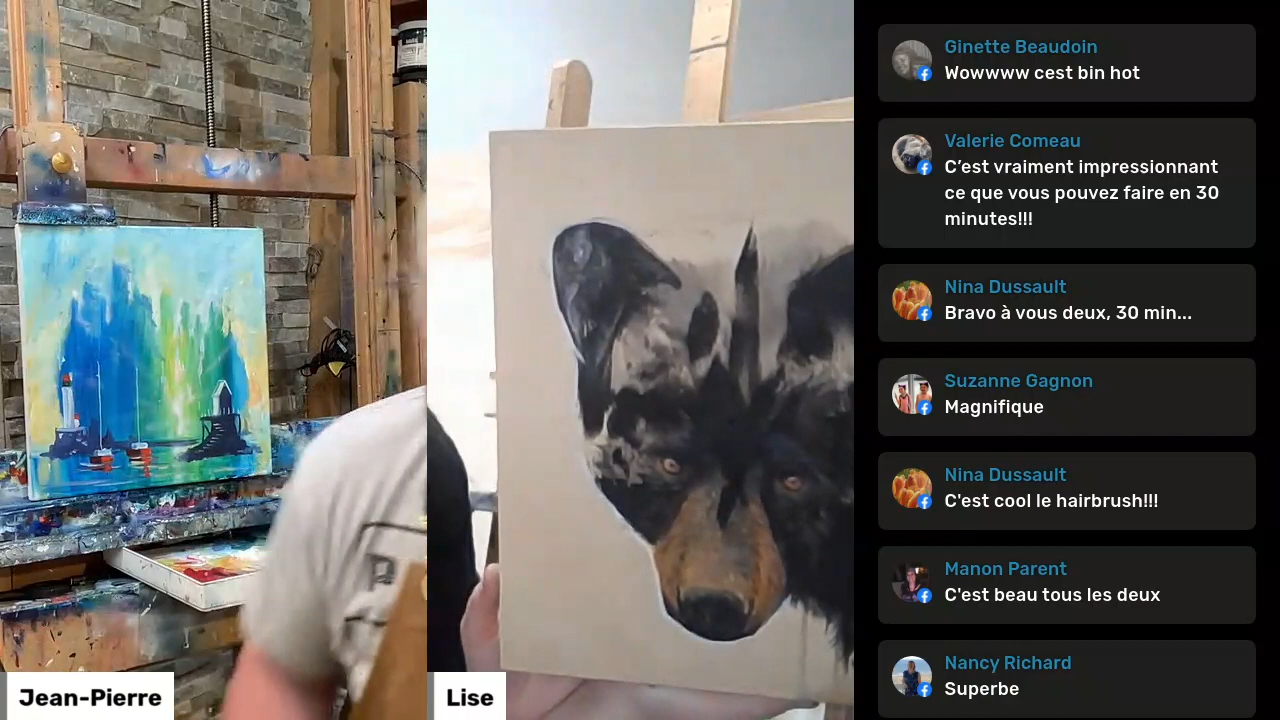 Jean-Pierre
Lise
Ginette Beaudoin
Wowwww cest bin hot
Valerie Comeau
C’est vraiment impressionnant
ce que vous pouvez faire en 30
minutes!!!
Nina Dussault
Bravo à vous deux, 30 min...
Suzanne Gagnon
Magnifique
Nina Dussault
C'est cool le hairbrush!!!
Manon Parent
C'est beau tous les deux
Nancy Richard
Superbe